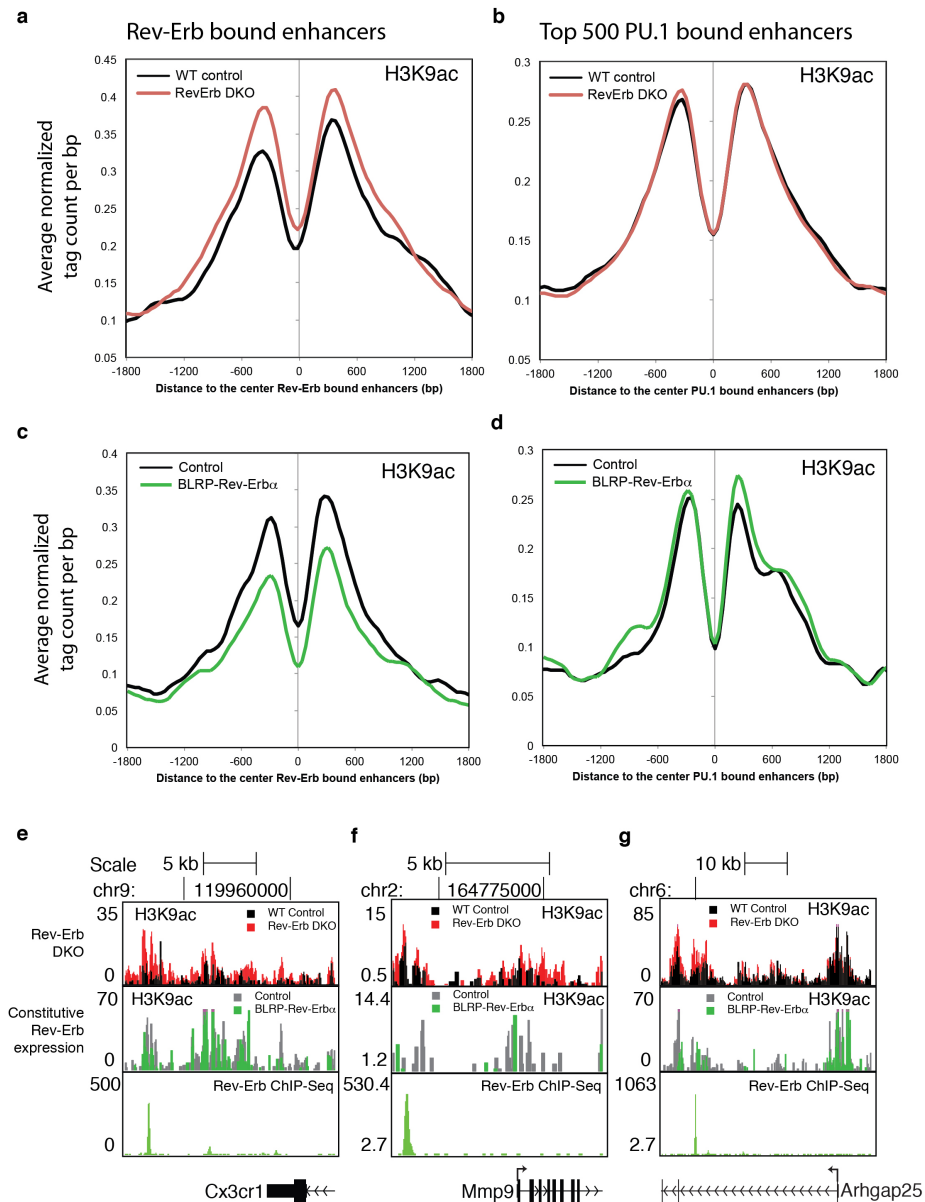 a
Rev-Erb bound enhancers
b
Top 500 PU.1 bound enhancers
Average normalized
tag count per bp
0.45
0.4
0.35
0.3
0.25
0.2
0.15
0.1
0.05
WT control
RevErb DKO
H3K9ac
-1800
-1200
-600
0
600
1200
1800
Distance to the center Rev-Erb bound enhancers (bp)
0.3
0.25
0.2
0.15
0.1
0.05
WT control
RevErb DKO
H3K9ac
-1800
-1200
-600
0
600
1200
1800
Distance to the center PU.1 bound enhancers (bp)
c
Average normalized
tag count per bp
0.4
0.35
0.3
0.25
0.2
0.15
0.1
0.05
0
Control
BLRP-Rev-Erbα
H3K9ac
-1800
-1200
-600
0
600
1200
1800
Distance to the center Rev-Erb bound enhancers (bp)
d
0.3
0.25
0.2
0.15
0.1
0.05
0
Control
BLRP-Rev-Erbα
H3K9ac
-1800
-1200
-600
0
600
1200
1800
Distance to the center PU.1 bound enhancers (bp)
e
Scale
5 kb
chr9:
119960000
Rev-Erb
DKO
35
0
H3K9ac
WT Control
Rev-Erb DKO
Constitutive
Rev-Erb
expression
70
0
H3K9ac
Control
BLRP-Rev-Erbα
500
0
Rev-Erb ChIP-Seq
Cx3cr1
f
5 kb
chr2:
164775000
15
0.5
WT Control
Rev-Erb DKO
H3K9ac
14.4
1.2
Control
BLRP-Rev-Erbα
H3K9ac
530.4
2.7
Rev-Erb ChIP-Seq
Mmp9
g
10 kb
chr6:
85
0
WT Control
Rev-Erb DKO
H3K9ac
70
0
Control
BLRP-Rev-Erbα
H3K9ac
1063
2.7
Rev-Erb ChIP-Seq
Arhgap25